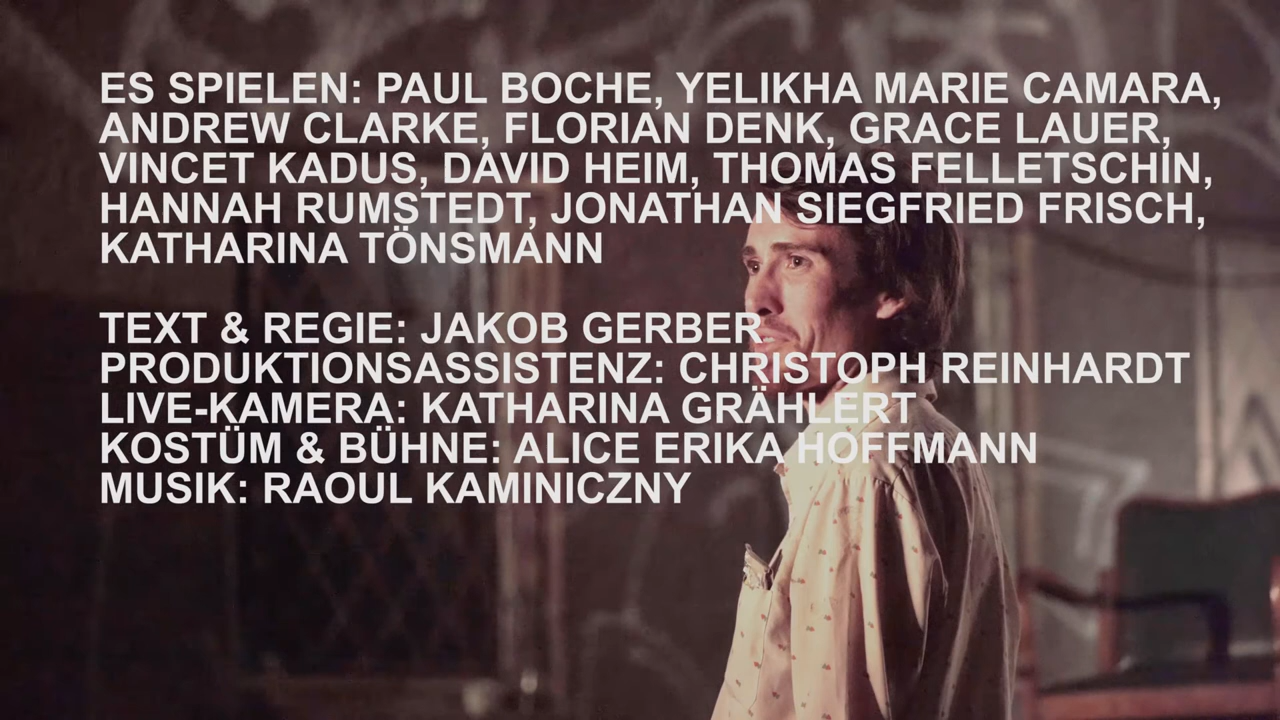 ES SPIELEN: PAUL BOCHE, YELIKHA MARIE CAMARA,
ANDREW CLARKE, FLORIAN DENK, GRACE LAUER,
VINCET KADUS, DAVID HEIM, THOMAS FELLETSCHIN,
HANNAH RUMSTEDT, JONATHAN SIEGFRIED FRISCH,
KATHARINA TÖNSMANN
TEXT & REGIE: JAKOB GERBER
PRODUKTIONSASSISTENZ: CHRISTOPH REINHARDT
LIVE-KAMERA: KATHARINA GRÄHLERT
KOSTÜM & BÜHNE: ALICE ERIKA HOFFMANN
MUSIK: RAOUL KAMINICZNY